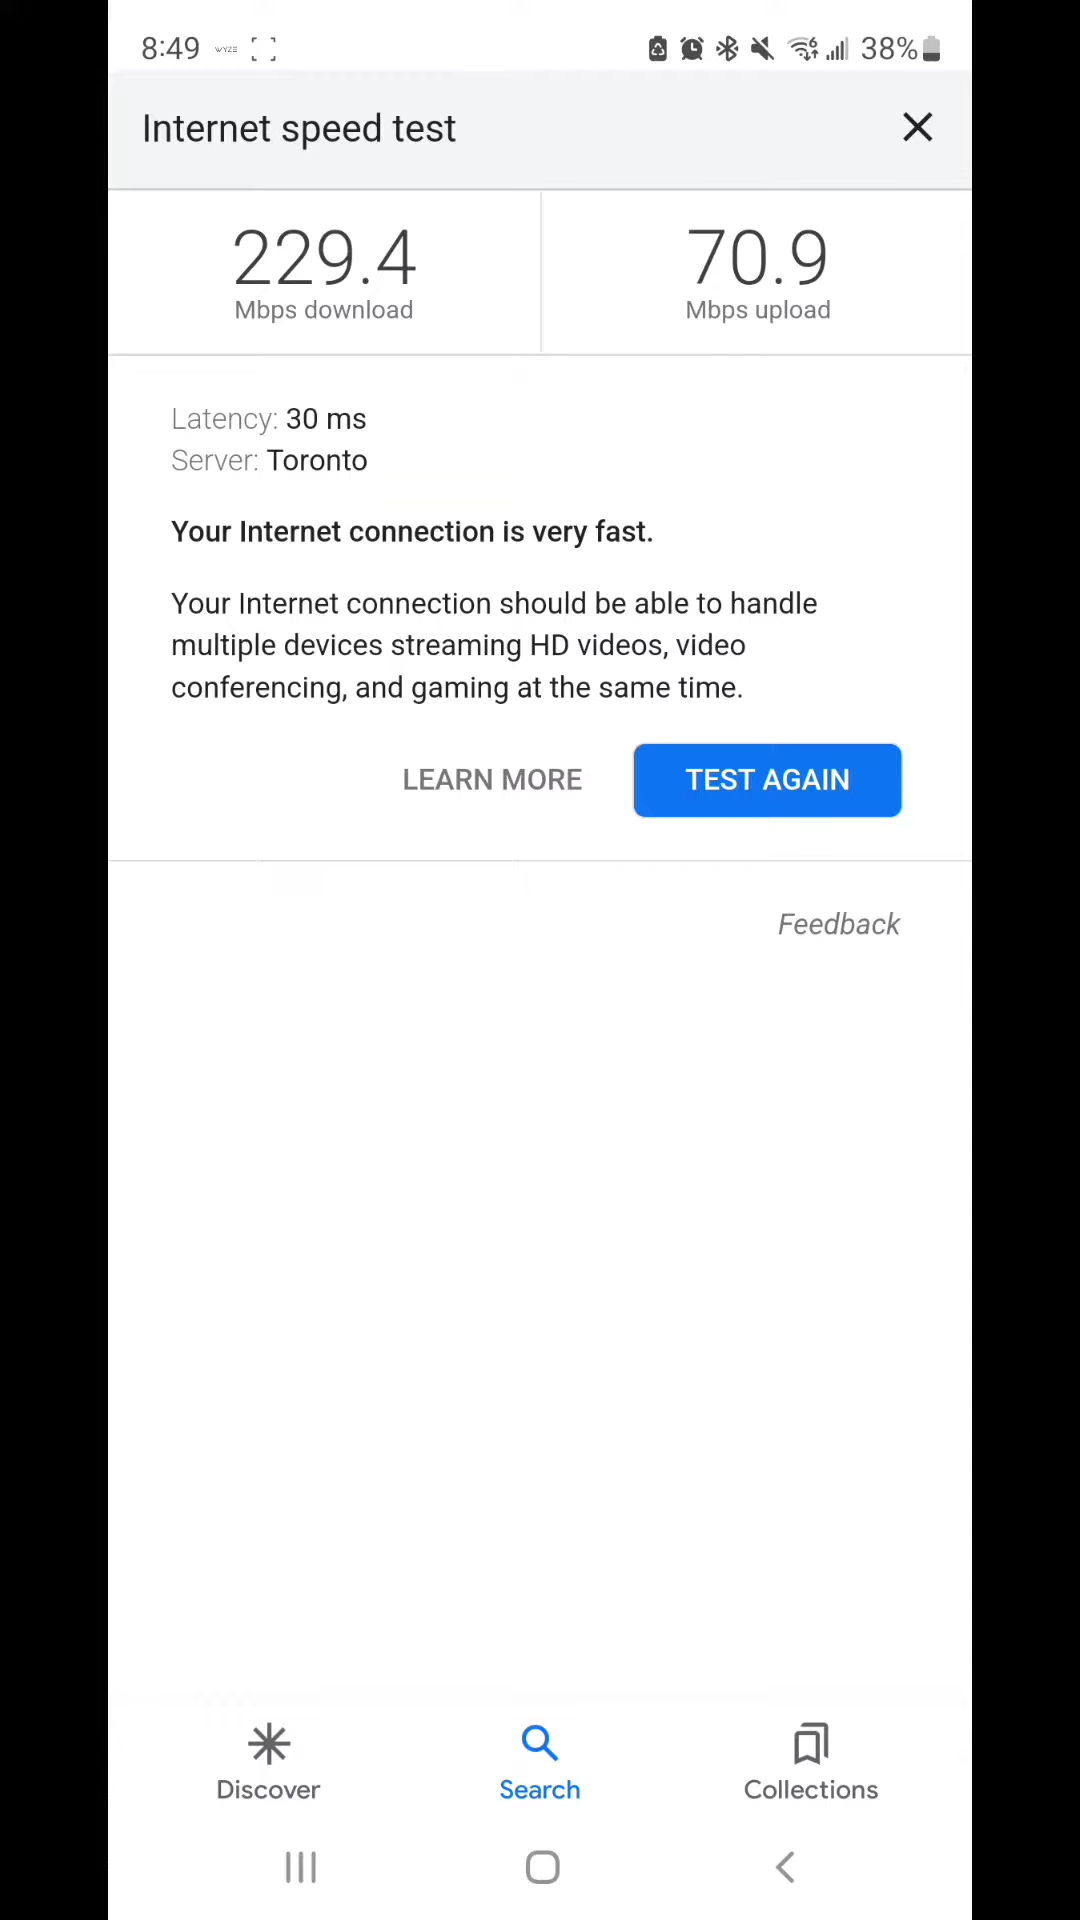 8:49 WYZE 6 38%
Internet speed test
229.4
Mbps download
70.9
Mbps upload
Latency: 30 ms
Server: Toronto
Your Internet connection is very fast.
Your Internet connection should be able to handle
multiple devices streaming HD videos, video
conferencing, and gaming at the same time.
LEARN MORE
TEST AGAIN
Feedback
Discover
Search
Collections